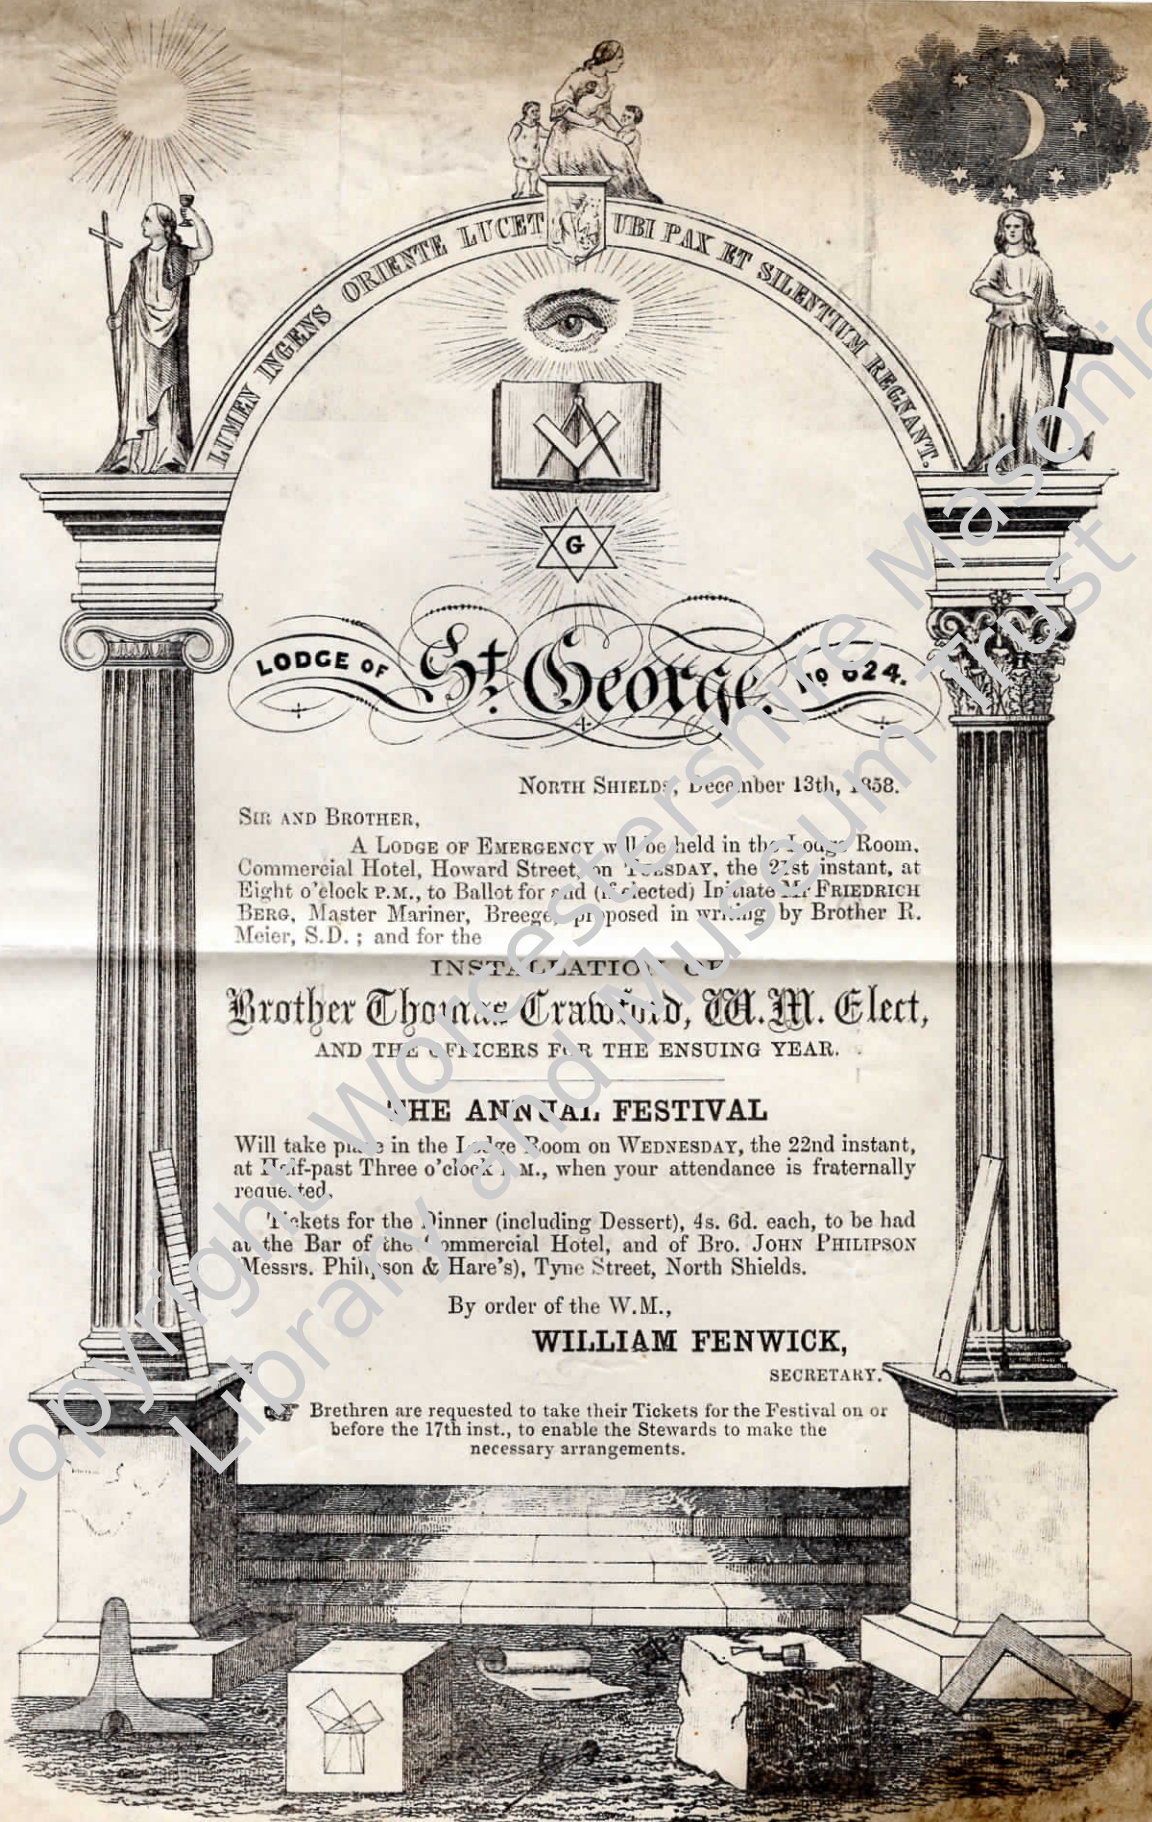 LUMEN INGENS ORIENTE LUCET UBI PAX ET SILENTIUM REGNANT.
G
LODGE OF St. George, No 624.
NORTH SHIELDS, December 13th, 1858.
SIR AND BROTHER,
A LODGE OF EMERGENCY will be held in the Lodge Room,
Commercial Hotel, Howard Street, on TUESDAY, the 21st instant, at
Eight o'clock P.M., to Ballot for and (if elected) Initiate Mr FRIEDRICH
BERG, Master Mariner, Breege, proposed in writing by Brother R.
Meier, S.D. ; and for the
INSTALLATION OF
Brother Thomas Crawford, W.M. Elect,
AND THE OFFICERS FOR THE ENSUING YEAR.
THE ANNUAL FESTIVAL
Will take place in the Lodge Room on WEDNESDAY, the 22nd instant,
at Half-past Three o'clock P.M., when your attendance is fraternally
requested.
Tickets for the Dinner (including Dessert), 4s. 6d. each, to be had
at the Bar of the Commercial Hotel, and of Bro. JOHN PHILIPSON
(Messrs. Philipson & Hare's), Tyne Street, North Shields.
By order of the W.M.,
WILLIAM FENWICK,
SECRETARY.
Brethren are requested to take their Tickets for the Festival on or
before the 17th inst., to enable the Stewards to make the
necessary arrangements.
Copyright Worcestershire Masonic
Library and Museum Trust